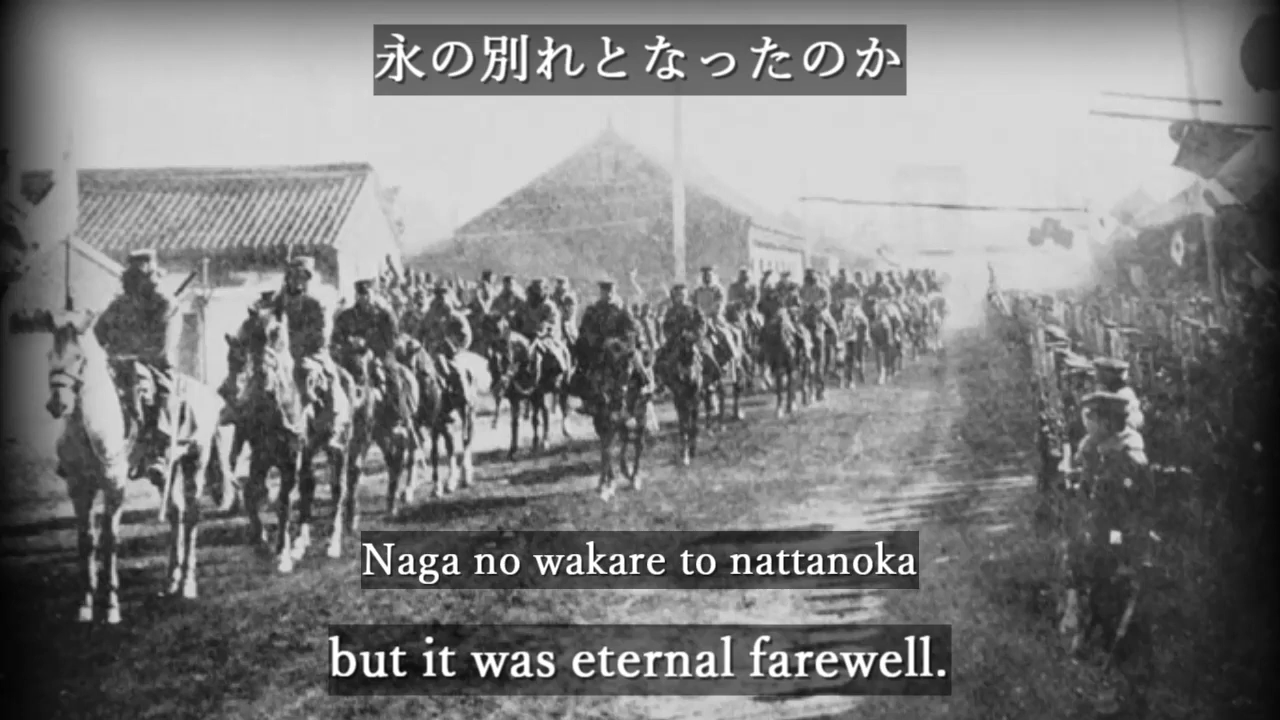 永の別れとなったのか
Naga no wakare to nattanoka
but it was eternal farewell.